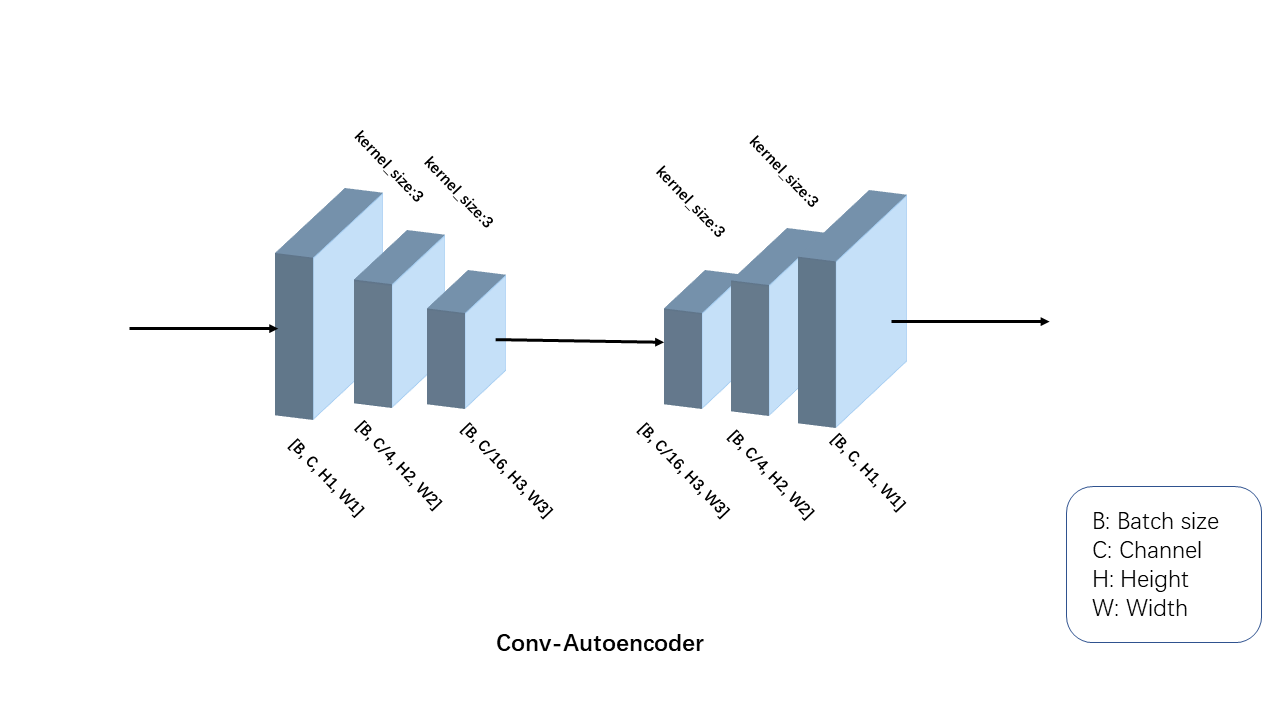 kernel_size:3
kernel_size:3
kernel_size:3
kernel_size:3
[B, C, H1, W1]
[B, C/4, H2, W2]
[B, C/16, H3, W3]
[B, C/16, H3, W3]
[B, C/4, H2, W2]
[B, C, H1, W1]
B: Batch size
C: Channel
H: Height
W: Width
Conv-Autoencoder